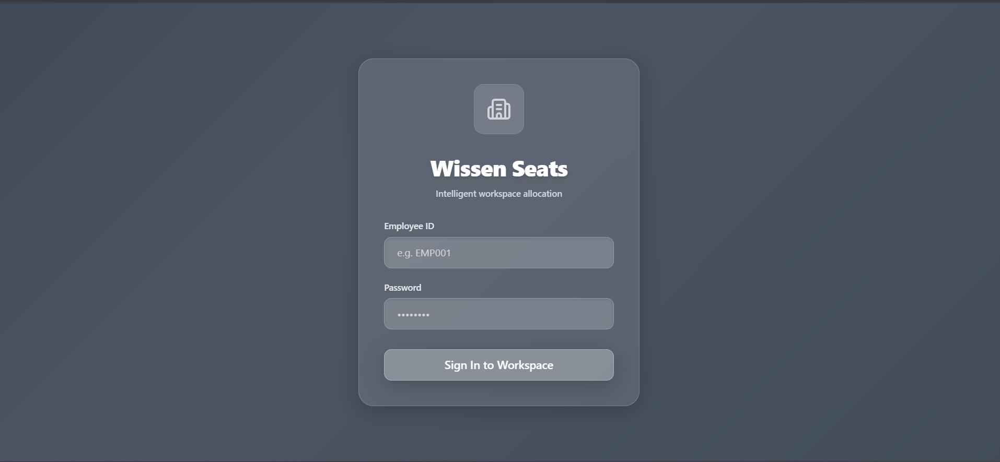 Wissen Seats
Intelligent workspace allocation
Employee ID
e.g. EMP001
Password
••••••••
Sign In to Workspace